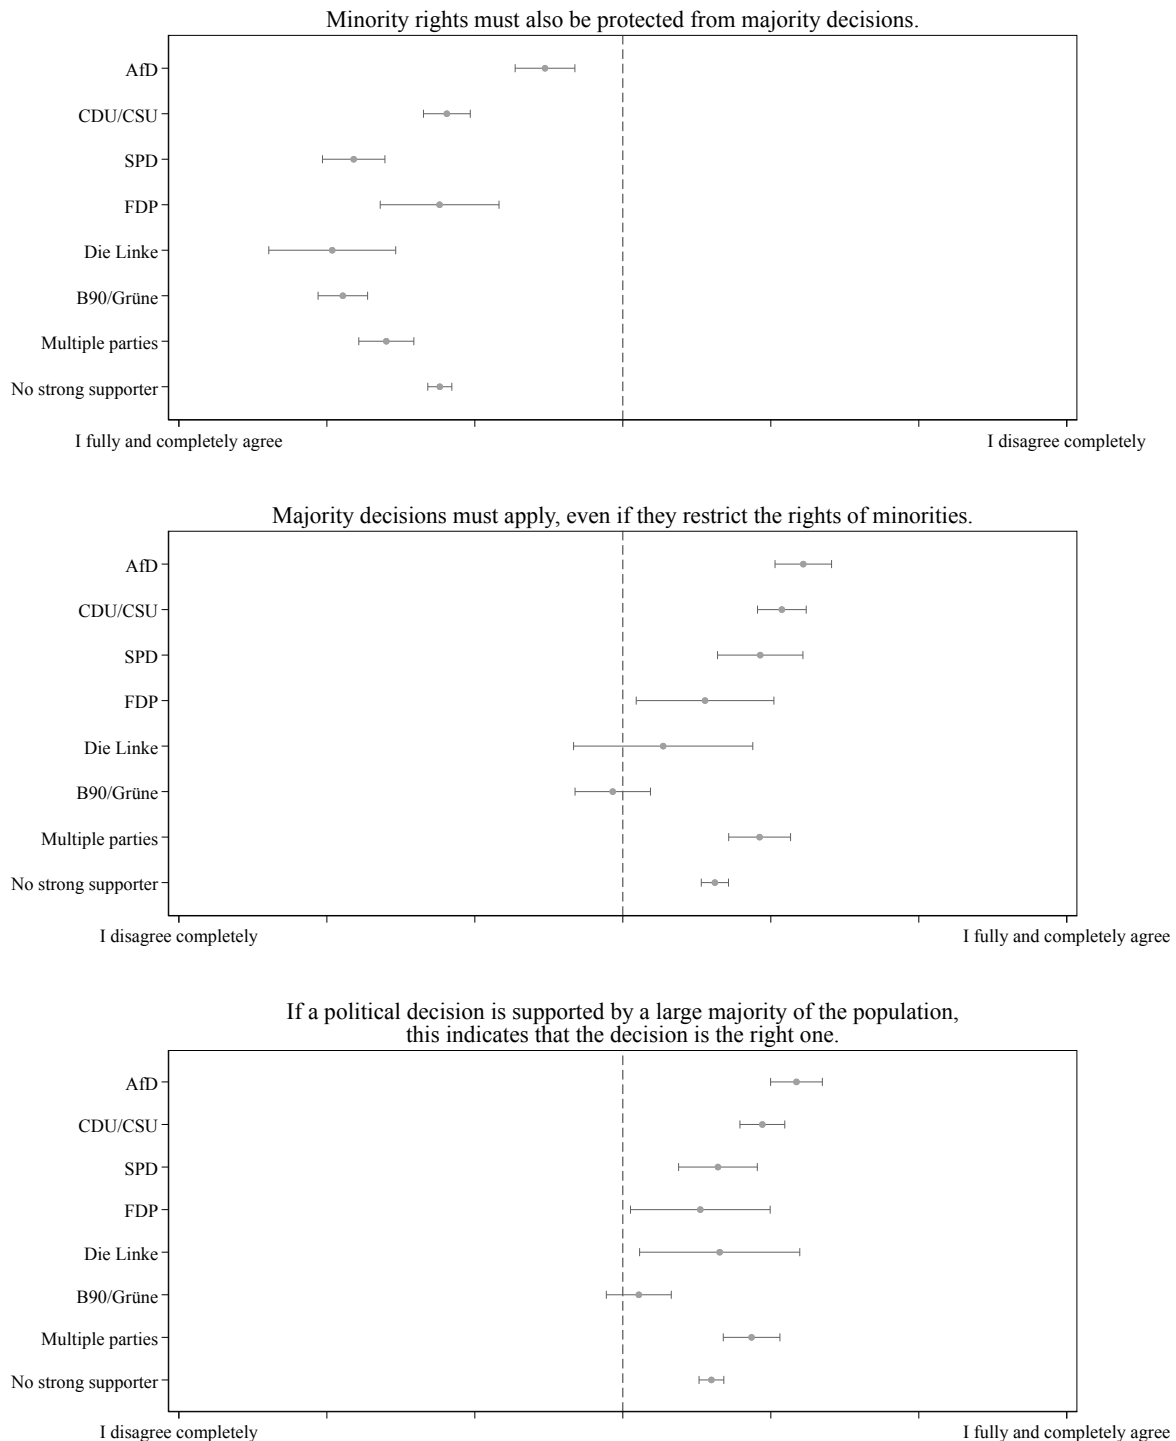 Minority rights must also be protected from majority decisions.
AfD
CDU/CSU
SPD
FDP
Die Linke
B90/Grüne
Multiple parties
No strong supporter
I fully and completely agree
I disagree completely
Majority decisions must apply, even if they restrict the rights of minorities.
AfD
CDU/CSU
SPD
FDP
Die Linke
B90/Grüne
Multiple parties
No strong supporter
I disagree completely
I fully and completely agree
If a political decision is supported by a large majority of the population,
this indicates that the decision is the right one.
AfD
CDU/CSU
SPD
FDP
Die Linke
B90/Grüne
Multiple parties
No strong supporter
I disagree completely
I fully and completely agree